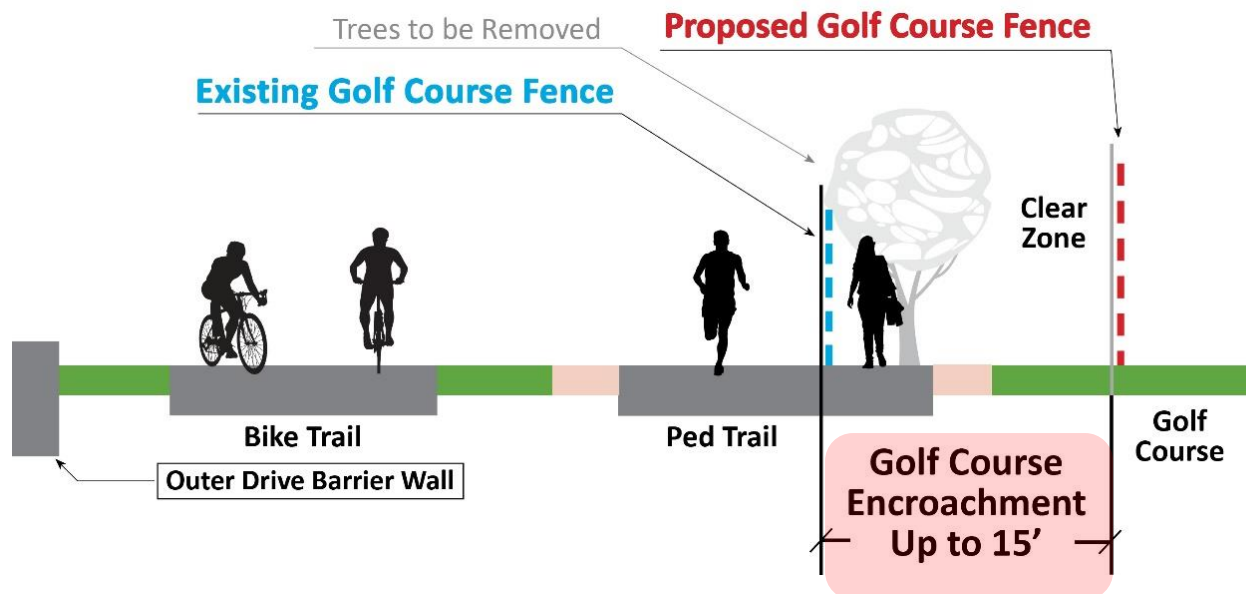 Trees to be Removed
Proposed Golf Course Fence
Existing Golf Course Fence
Clear
Zone
Bike Trail
Ped Trail
Golf
Course
Outer Drive Barrier Wall
Golf Course
Encroachment
Up to 15’